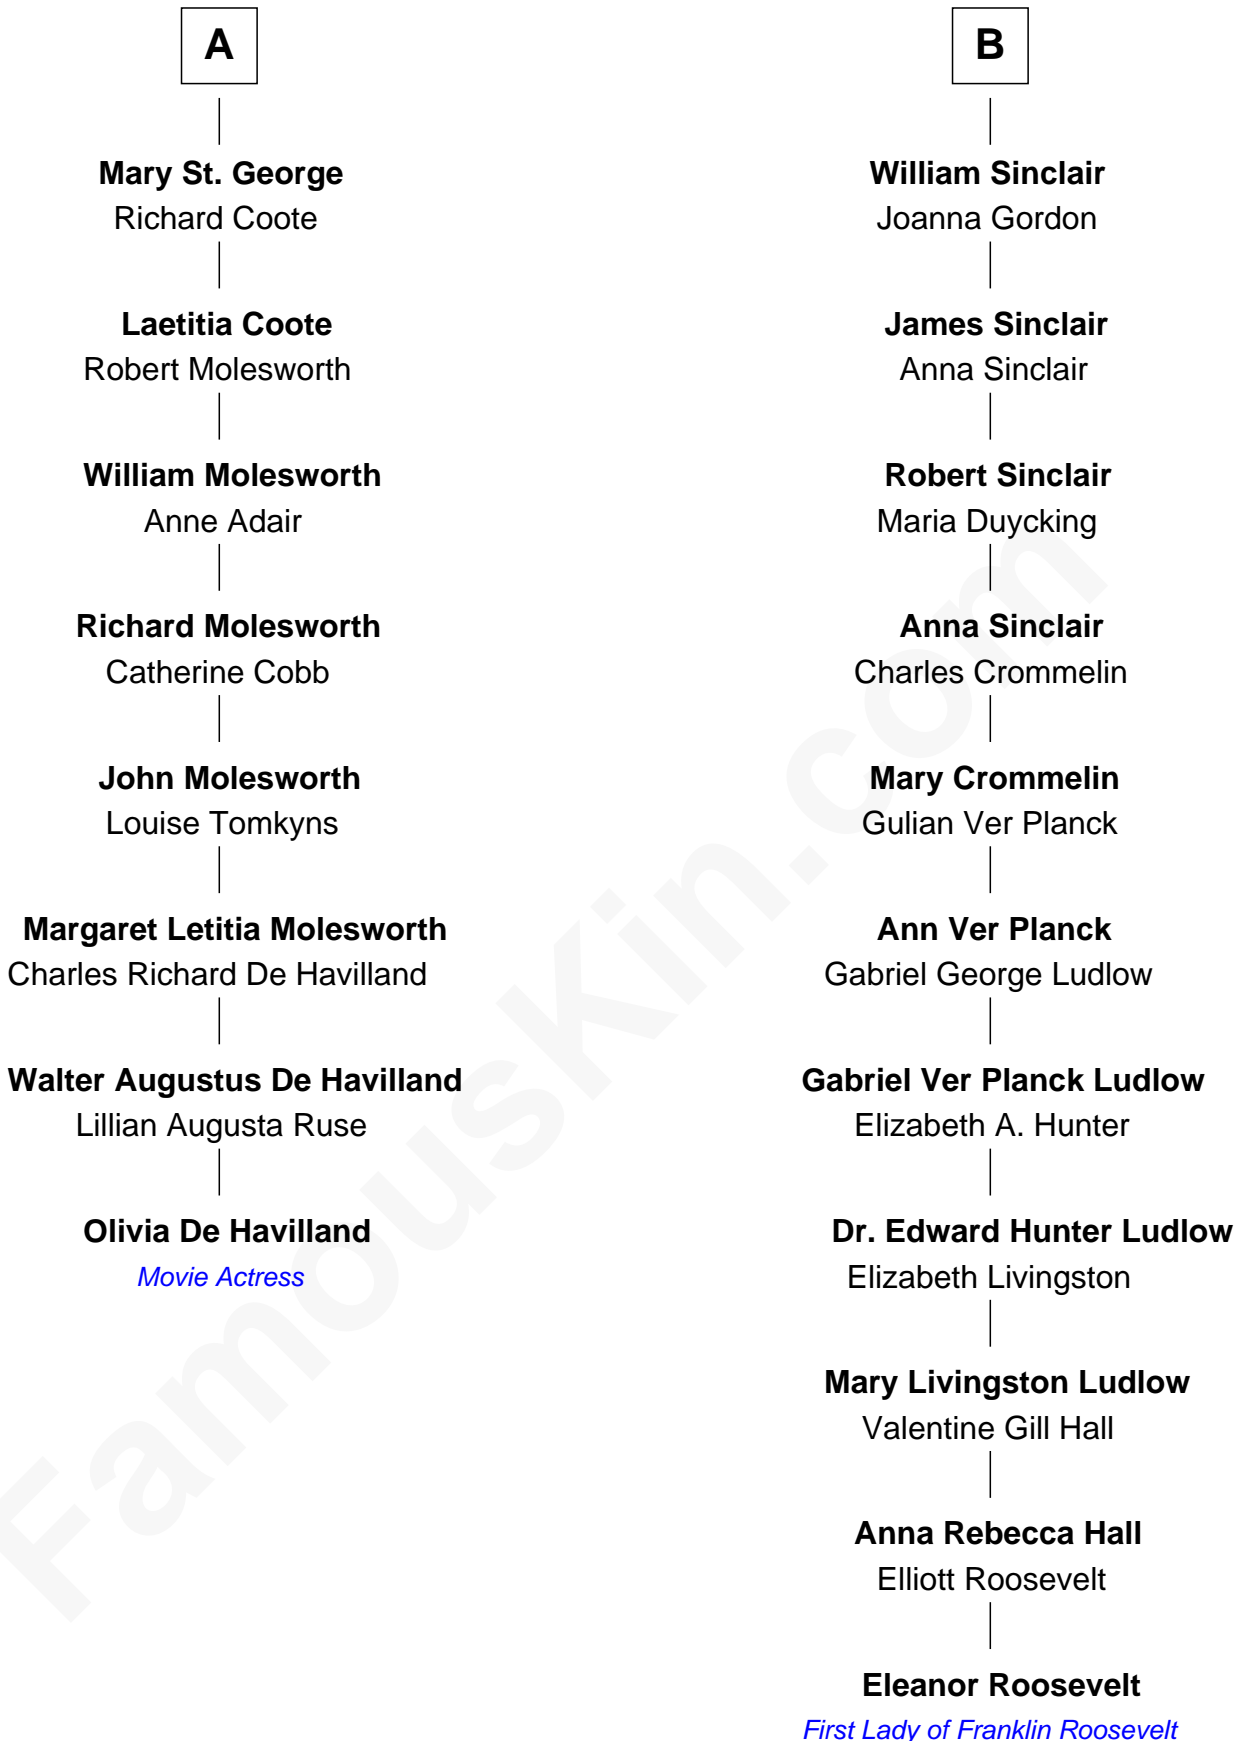 A
Mary St. George
Richard Coote
Laetitia Coote
Robert Molesworth
William Molesworth
Anne Adair
Richard Molesworth
Catherine Cobb
John Molesworth
Louise Tomkyns
Margaret Letitia Molesworth
Charles Richard De Havilland
Walter Augustus De Havilland
Lillian Augusta Ruse
Olivia De Havilland
Movie Actress
B
William Sinclair
Joanna Gordon
James Sinclair
Anna Sinclair
Robert Sinclair
Maria Duycking
Anna Sinclair
Charles Crommelin
Mary Crommelin
Gulian Ver Planck
Ann Ver Planck
Gabriel George Ludlow
Gabriel Ver Planck Ludlow
Elizabeth A. Hunter
Dr. Edward Hunter Ludlow
Elizabeth Livingston
Mary Livingston Ludlow
Valentine Gill Hall
Anna Rebecca Hall
Elliott Roosevelt
Eleanor Roosevelt
First Lady of Franklin Roosevelt
FamousKin.com